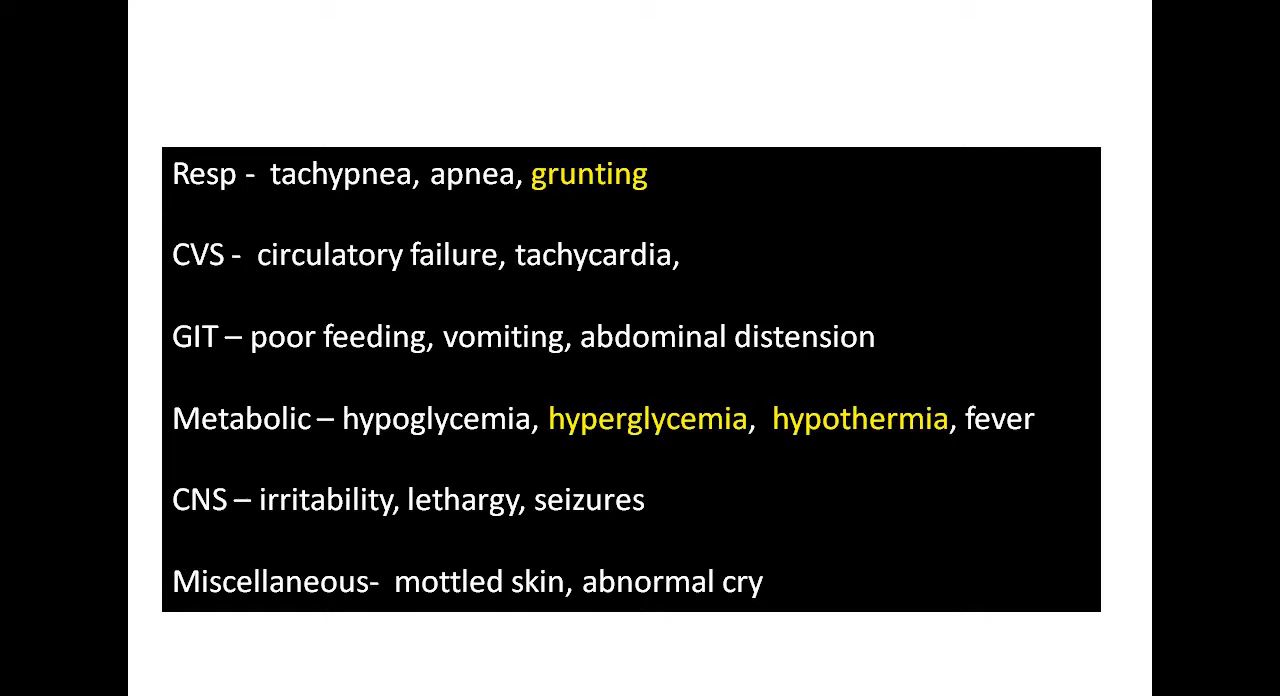 Resp - tachypnea, apnea, grunting
CVS - circulatory failure, tachycardia,
GIT – poor feeding, vomiting, abdominal distension
Metabolic – hypoglycemia, hyperglycemia, hypothermia, fever
CNS – irritability, lethargy, seizures
Miscellaneous- mottled skin, abnormal cry